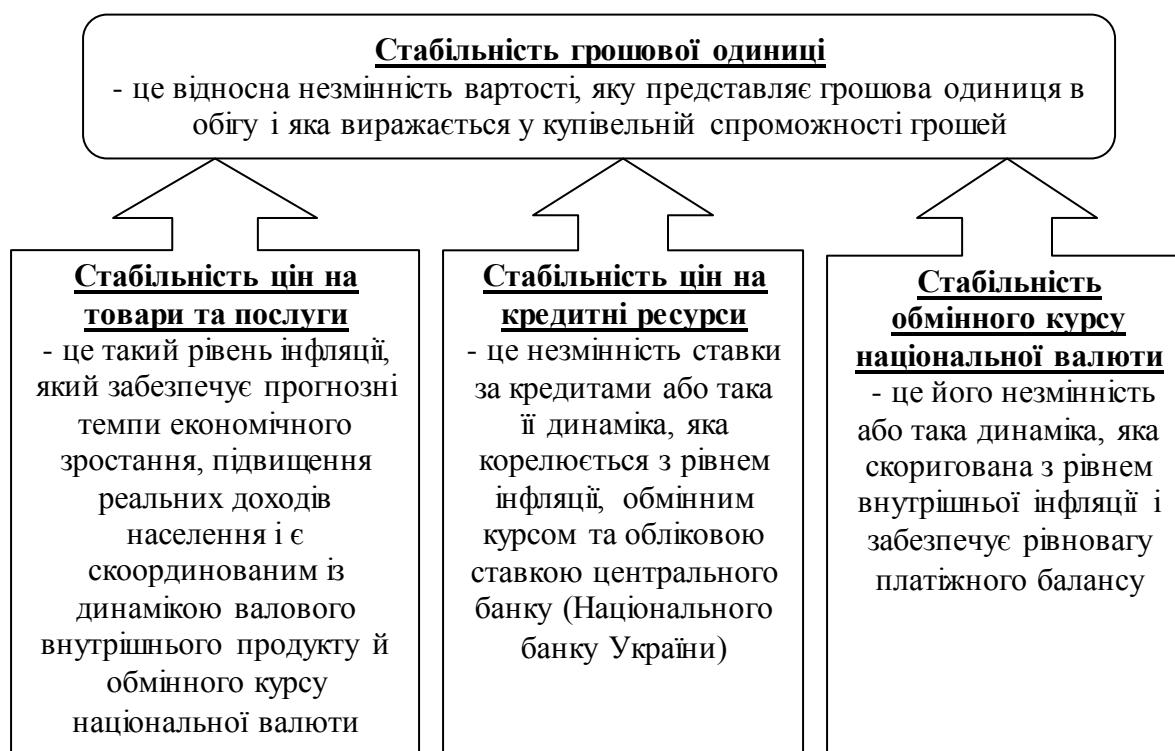 Стабільність грошової одиниці
- це відносна незмінність вартості, яку представляє грошова одиниця в
обігу і яка виражається у купівельній спроможності грошей
Стабільність цін на
товари та послуги
- це такий рівень інфляції,
який забезпечує прогнозні
темпи економічного
зростання, підвищення
реальних доходів
населення і є
скоординованим із
динамікою валового
внутрішнього продукту й
обмінного курсу
національної валюти
Стабільність цін на
кредитні ресурси
- це незмінність ставки
за кредитами або така
її динаміка, яка
корелюється з рівнем
інфляції, обмінним
курсом та обліковою
ставкою центрального
банку (Національного
банку України)
Стабільність
обмінного курсу
національної валюти
- це його незмінність
або така динаміка, яка
скоригована з рівнем
внутрішньої інфляції і
забезпечує рівновагу
платіжного балансу